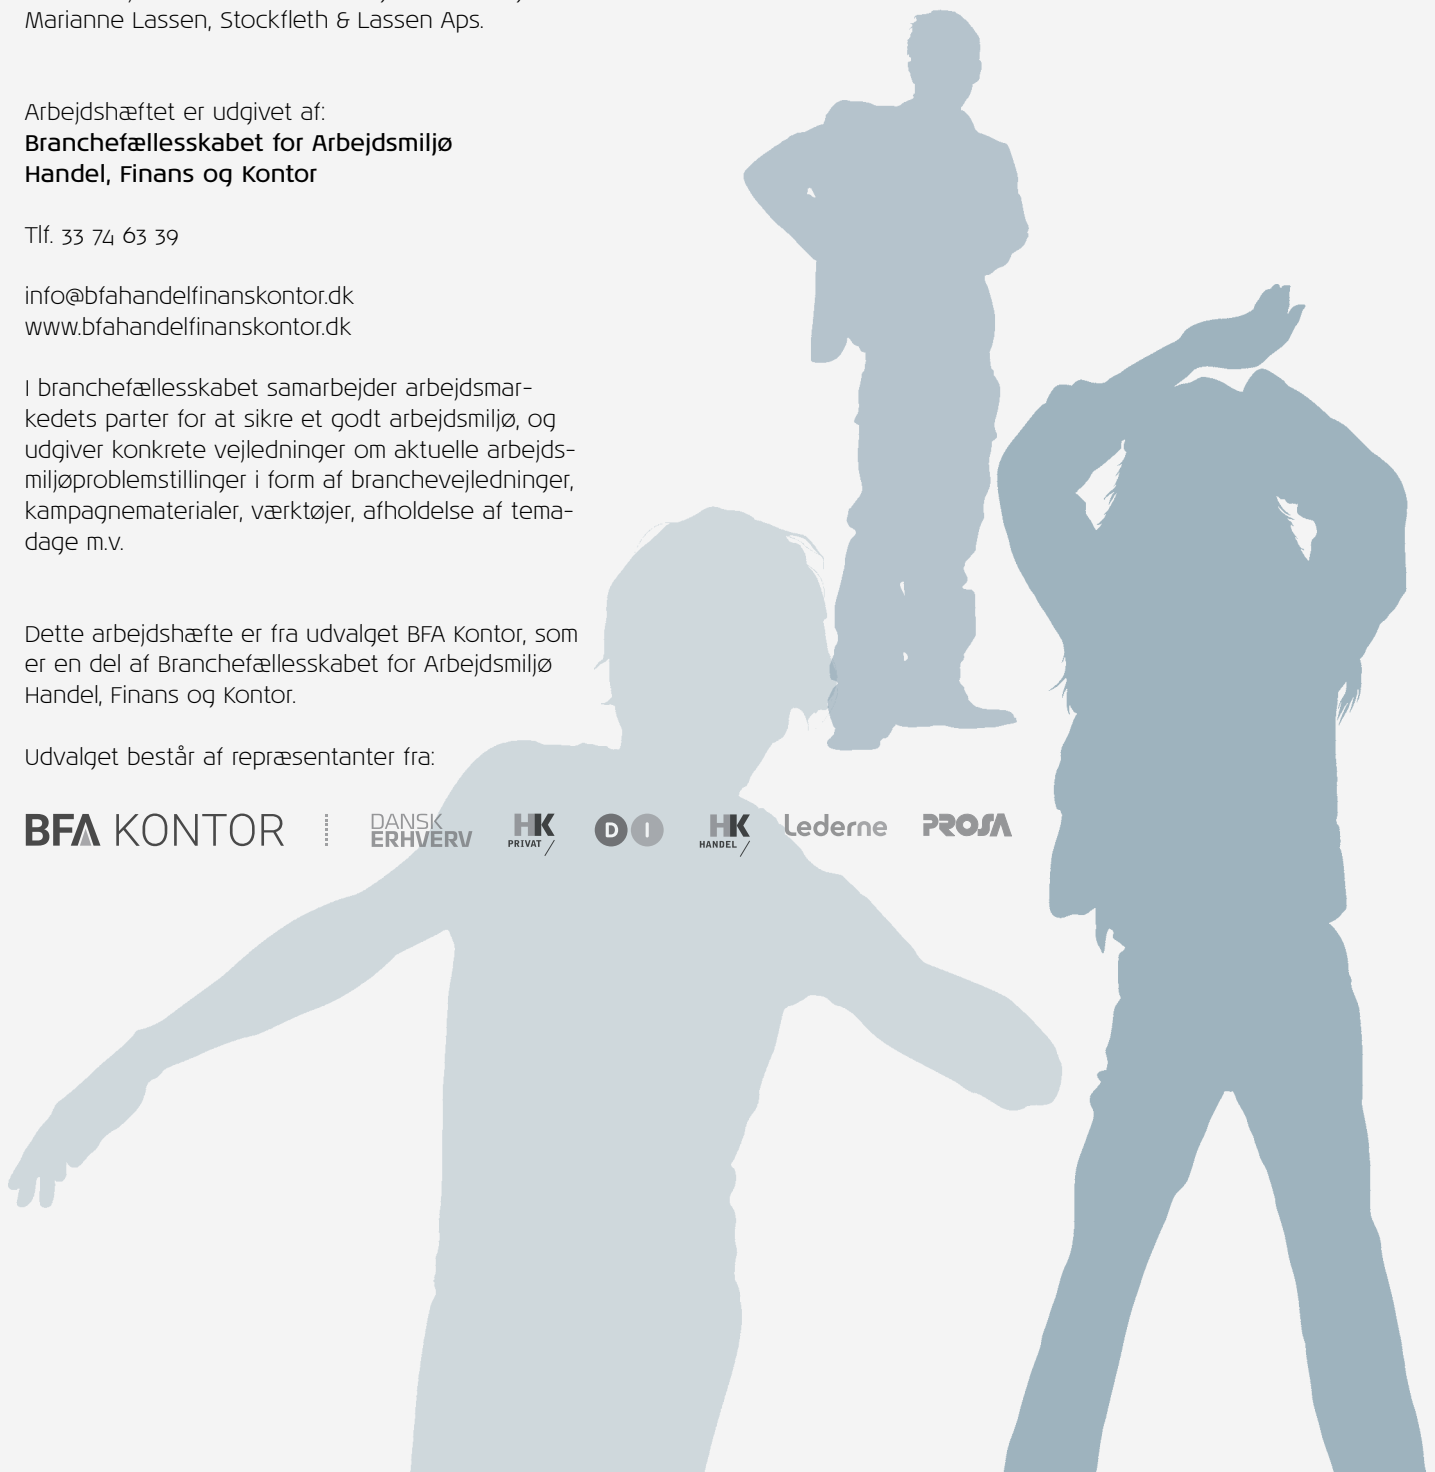 Marianne Lassen, Stockfleth & Lassen Aps.
Arbejdshæftet er udgivet af:
Branchefællesskabet for Arbejdsmiljø
Handel, Finans og Kontor
Tlf. 33 74 63 39
info@bfahandelfinanskontor.dk
www.bfahandelfinanskontor.dk
I branchefællesskabet samarbejder arbejdsmar-
kedets parter for at sikre et godt arbejdsmiljø, og
udgiver konkrete vejledninger om aktuelle arbejds-
miljøproblemstillinger i form af branchevejledninger,
kampagnematerialer, værktøjer, afholdelse af tema-
dage m.v.
Dette arbejdshæfte er fra udvalget BFA Kontor, som
er en del af Branchefællesskabet for Arbejdsmiljø
Handel, Finans og Kontor.
Udvalget består af repræsentanter fra:
BFA KONTOR
DANSK
ERHVERV
HK
PRIVAT
DI
HK
HANDEL
Lederne
PROSA